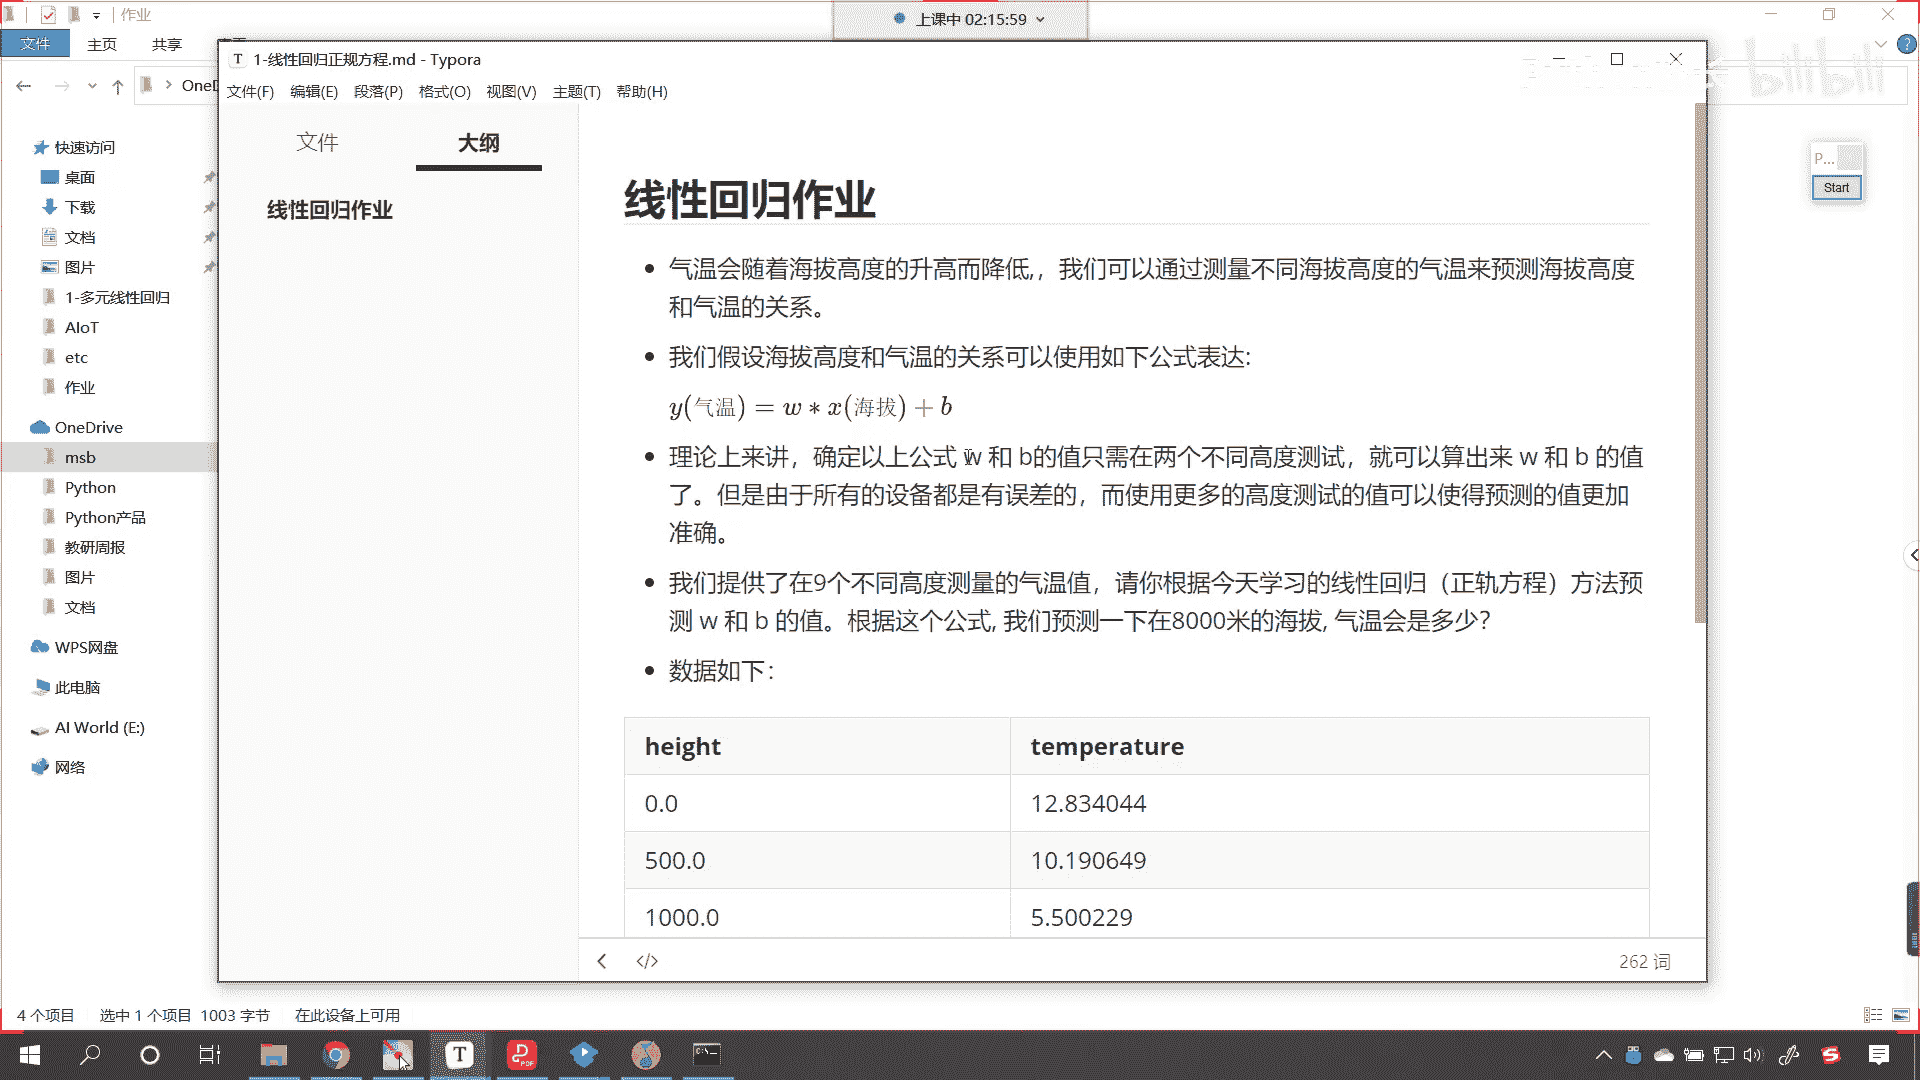 作业
上课中 02:15:59
文件 主页 共享
OneD
bilibili
1-线性回归正规方程.md - Typora
文件(F) 编辑(E) 段落(P) 格式(O) 视图(V) 主题(T) 帮助(H)
文件 大纲
线性回归作业
快速访问
桌面
下载
文档
图片
1-多元线性回归
AIoT
etc
作业
OneDrive
msb
Python
Python产品
教研周报
图片
文档
WPS网盘
此电脑
AI World (E:)
网络
线性回归作业
气温会随着海拔高度的升高而降低,，我们可以通过测量不同海拔高度的气温来预测海拔高度
和气温的关系。
我们假设海拔高度和气温的关系可以使用如下公式表达:
y(气温) = w * x(海拔) + b
理论上来讲，确定以上公式 w 和 b的值只需在两个不同高度测试，就可以算出来 w 和 b 的值
了。但是由于所有的设备都是有误差的，而使用更多的高度测试的值可以使得预测的值更加
准确。
我们提供了在9个不同高度测量的气温值，请你根据今天学习的线性回归（正轨方程）方法预
测 w 和 b 的值。根据这个公式, 我们预测一下在8000米的海拔, 气温会是多少？
数据如下：
height temperature
0.0 12.834044
500.0 10.190649
1000.0 5.500229
262 词
P...
Start
4 个项目 选中 1 个项目 1003 字节 在此设备上可用